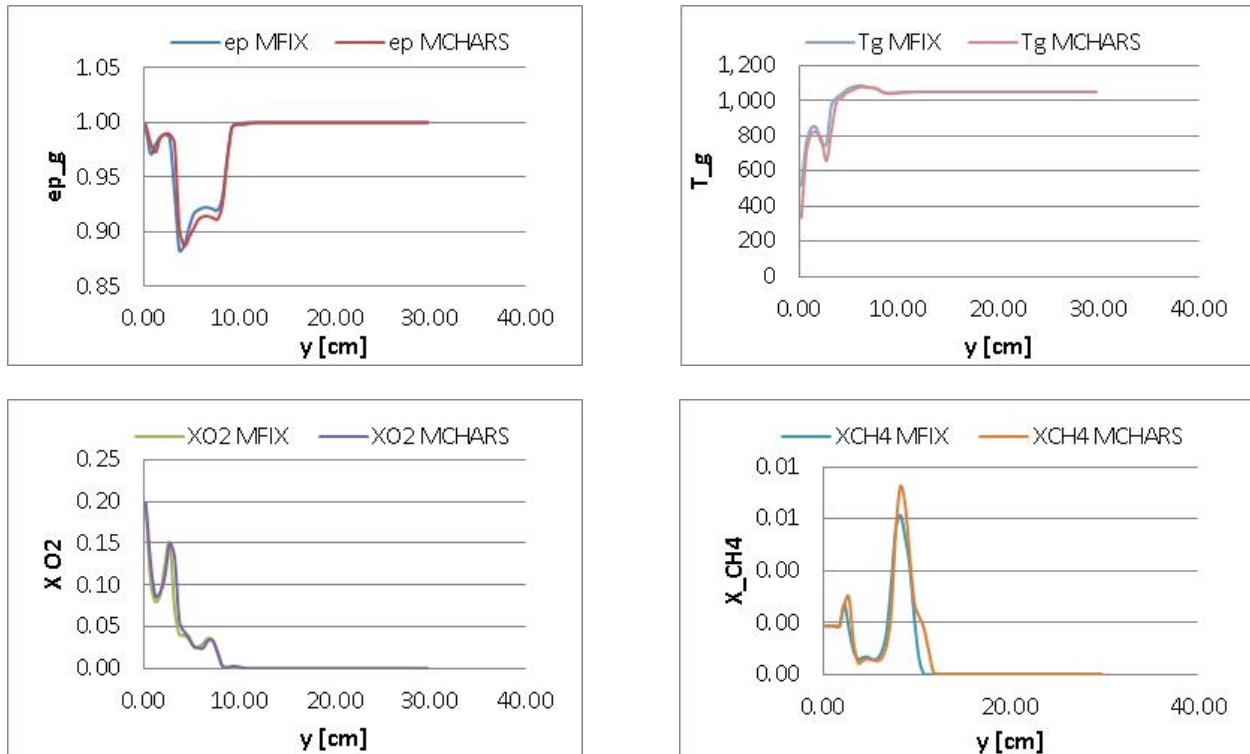 ep MFIX ep MCHARS
1.05
1.00
0.95
0.90
0.85
ep_g
0.00 10.00 20.00 30.00 40.00
y [cm]
Tg MFIX Tg MCHARS
1,200
1,000
800
600
400
200
0
T_g
0.00 10.00 20.00 30.00 40.00
y [cm]
XO2 MFIX XO2 MCHARS
0.25
0.20
0.15
0.10
0.05
0.00
X O2
0.00 10.00 20.00 30.00 40.00
y [cm]
XCH4 MFIX XCH4 MCHARS
0.01
0.01
0.00
0.00
0.00
X_CH4
0.00 20.00 40.00
y [cm]